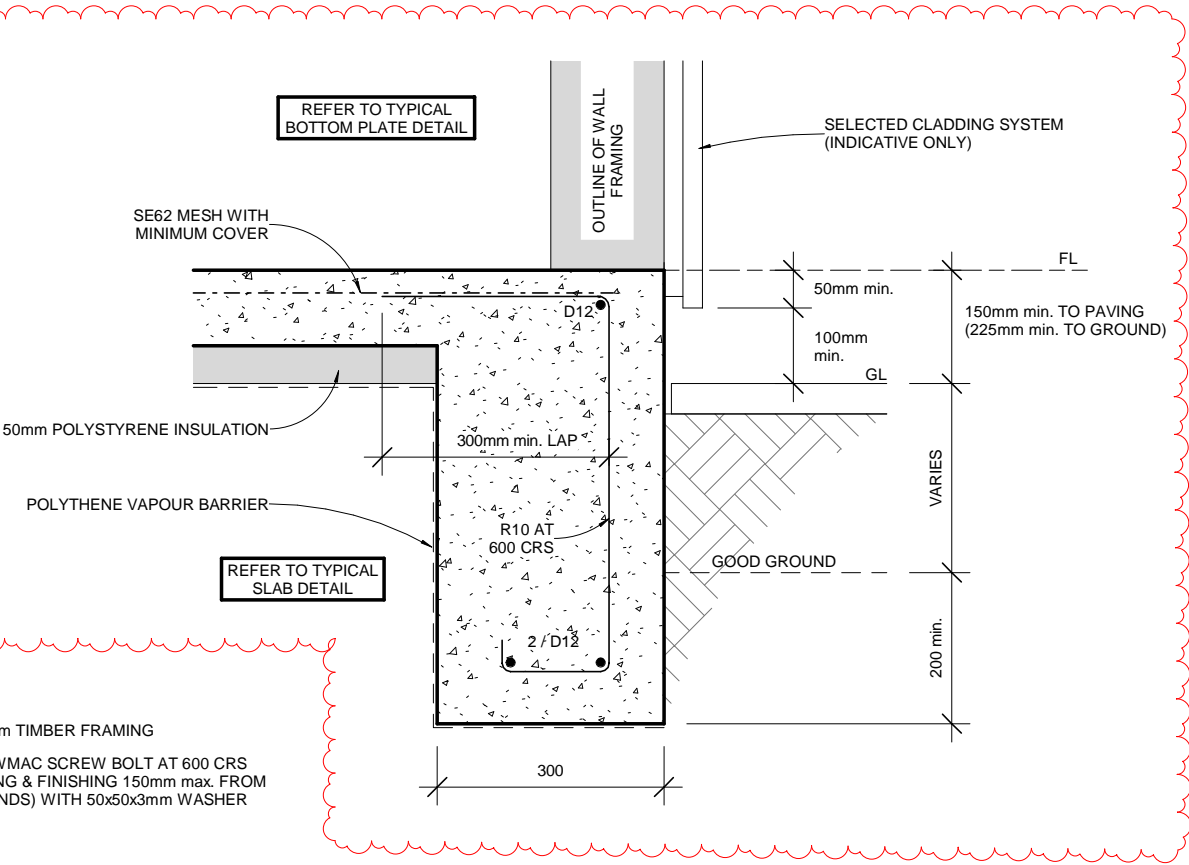 REFER TO TYPICAL
BOTTOM PLATE DETAIL
OUTLINE OF WALL
FRAMING
SELECTED CLADDING SYSTEM
(INDICATIVE ONLY)
SE62 MESH WITH
MINIMUM COVER
FL
50mm min.
D12
150mm min. TO PAVING
(225mm min. TO GROUND)
100mm
min.
GL
50mm POLYSTYRENE INSULATION
300mm min. LAP
VARIES
POLYTHENE VAPOUR BARRIER
R10 AT
600 CRS
GOOD GROUND
REFER TO TYPICAL
SLAB DETAIL
2 / D12
200 min.
TIMBER FRAMING
SCREW BOLT AT 600 CRS
& FINISHING 150mm max. FROM
WITH 50x50x3mm WASHER
300